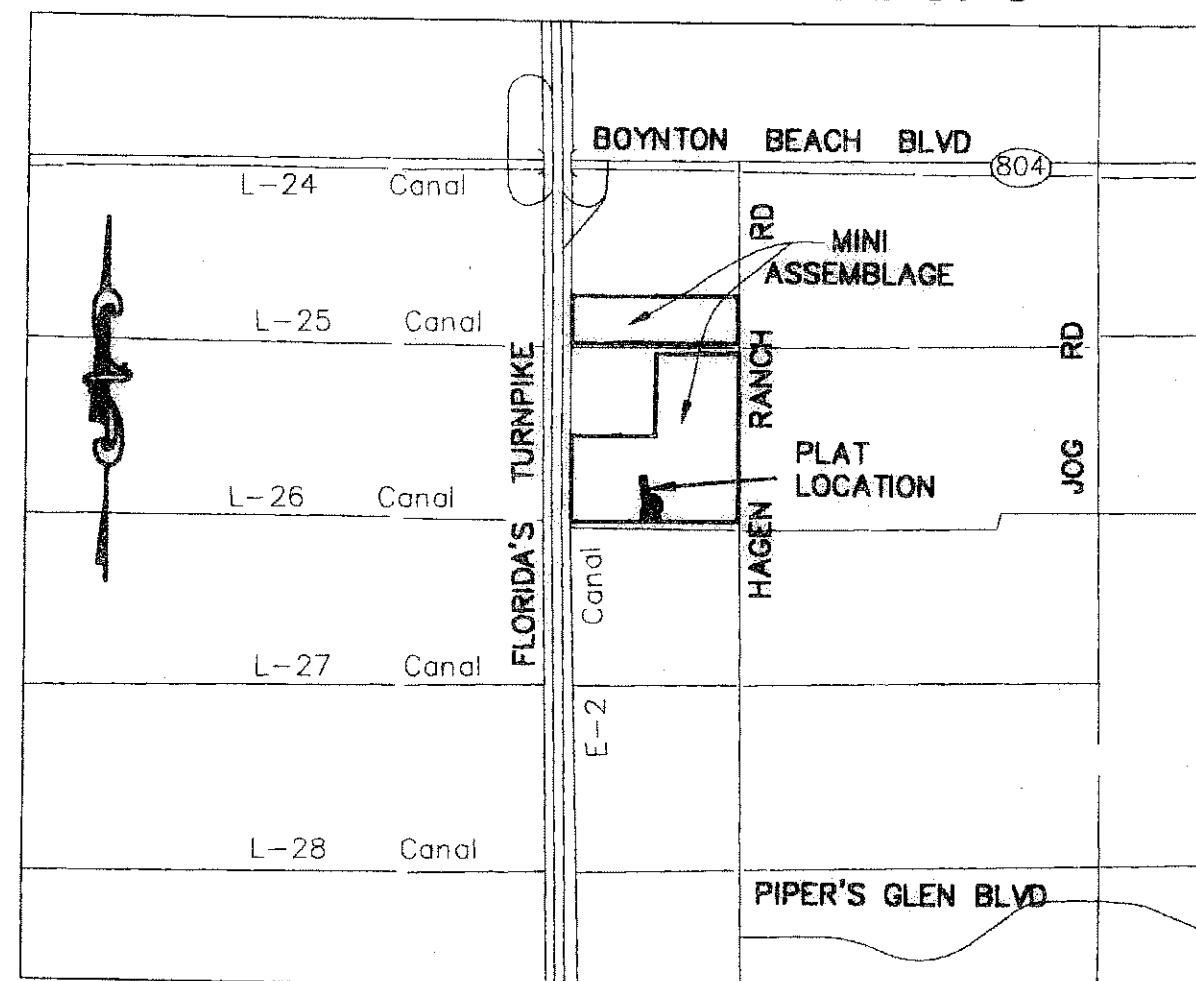 BOYNTON BEACH BLVD
804
L-24 Canal
RD
MINI
ASSEMBLAGE
L-25 Canal
FLORIDA'S TURNPIKE
HAGEN RANCH
JOG RD
PLAT
LOCATION
L-26 Canal
E-2 Canal
L-27 Canal
L-28 Canal
PIPER'S GLEN BLVD